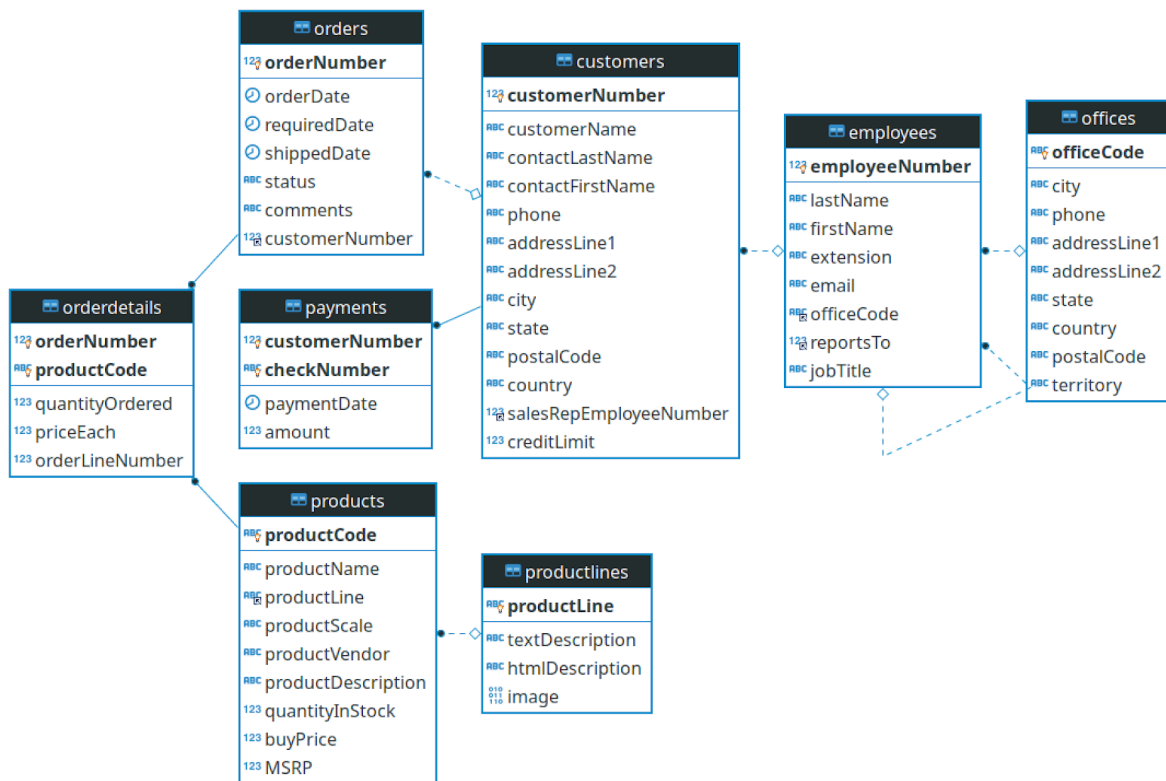 orders
orderNumber
orderDate
requiredDate
shippedDate
status
comments
customerNumber
customers
customerNumber
customerName
contactLastName
contactFirstName
phone
addressLine1
addressLine2
city
state
postalCode
country
salesRepEmployeeNumber
creditLimit
employees
employeeNumber
lastName
firstName
extension
email
officeCode
reportsTo
jobTitle
offices
officeCode
city
phone
addressLine1
addressLine2
state
country
postalCode
territory
orderdetails
orderNumber
productCode
quantityOrdered
priceEach
orderLineNumber
payments
customerNumber
checkNumber
paymentDate
amount
products
productCode
productName
productLine
productScale
productVendor
productDescription
quantityInStock
buyPrice
MSRP
productlines
productLine
textDescription
htmlDescription
image